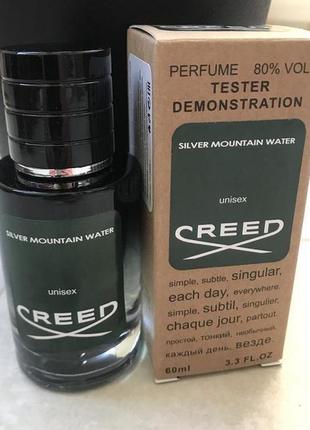 SILVER MOUNTAIN WATER
unisex
CREED
PERFUME 80% VOL
TESTER
DEMONSTRATION
SILVER MOUNTAIN WATER
unisex
CREED
simple, subtle, singular,
each day, everywhere.
simple, subtil, singulier,
chaque jour, partout.
простой, тонкий, необычный,
каждый день, везде.
60ml 3.3 FL.OZ